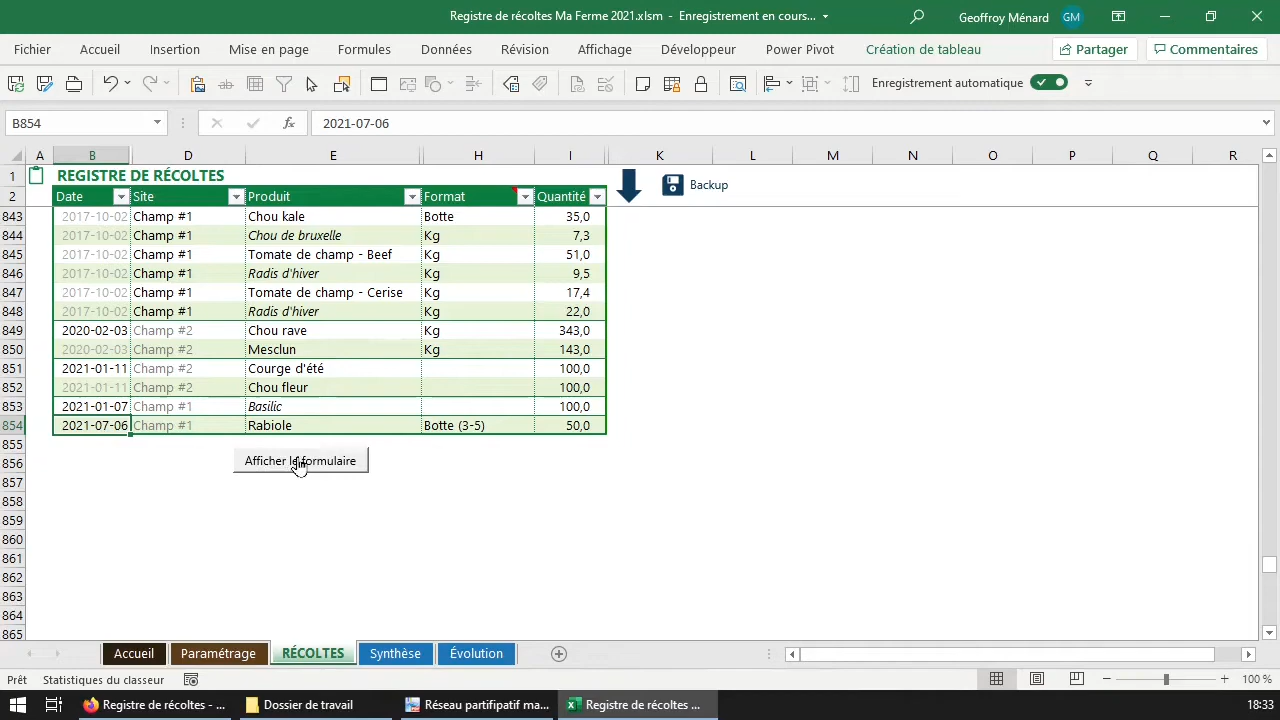 Registre de récoltes Ma Ferme 2021.xlsm - Enregistrement en cours...
Geoffroy Ménard GM
Fichier Accueil Insertion Mise en page Formules Données Révision Affichage Développeur Power Pivot Création de tableau Partager Commentaires
Enregistrement automatique
B854 fx 2021-07-06
A B D E H I K L M N O P Q R
1 REGISTRE DE RÉCOLTES Backup
2 Date Site Produit Format Quantité
843 2017-10-02 Champ #1 Chou kale Botte 35,0
844 2017-10-02 Champ #1 Chou de bruxelle Kg 7,3
845 2017-10-02 Champ #1 Tomate de champ - Beef Kg 51,0
846 2017-10-02 Champ #1 Radis d'hiver Kg 9,5
847 2017-10-02 Champ #1 Tomate de champ - Cerise Kg 17,4
848 2017-10-02 Champ #1 Radis d'hiver Kg 22,0
849 2020-02-03 Champ #2 Chou rave Kg 343,0
850 2020-02-03 Champ #2 Mesclun Kg 143,0
851 2021-01-11 Champ #2 Courge d'été 100,0
852 2021-01-11 Champ #2 Chou fleur 100,0
853 2021-01-07 Champ #1 Basilic 100,0
854 2021-07-06 Champ #1 Rabiole Botte (3-5) 50,0
855
856 Afficher le formulaire
857
858
859
860
861
862
863
864
865
Accueil Paramétrage RÉCOLTES Synthèse Évolution
Prêt Statistiques du classeur 100 %
Registre de récoltes - ... Dossier de travail Réseau partifipatif ma... Registre de récoltes ... 18:33